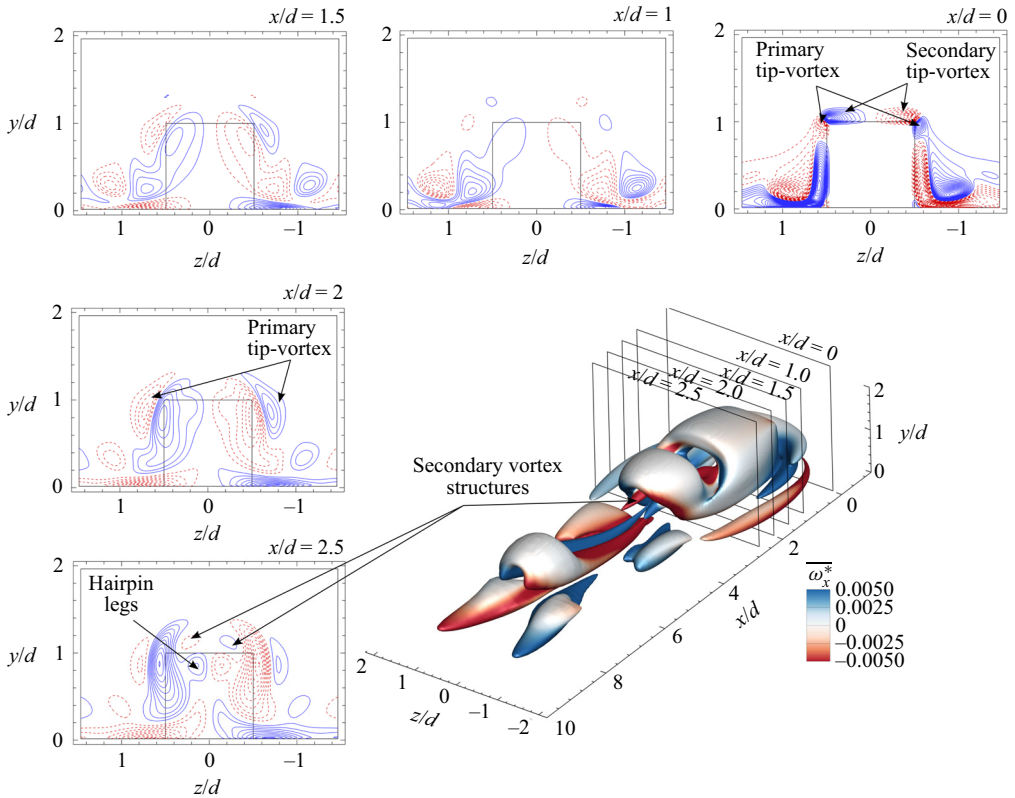 x/d = 1.5
x/d = 1
x/d = 0
2
y/d
1
0
1
0
–1
z/d
2
1
0
1
0
–1
z/d
Primary
tip-vortex
Secondary
tip-vortex
2
1
0
1
0
–1
z/d
x/d = 2
2
y/d
1
0
1
0
–1
z/d
Primary
tip-vortex
x/d = 2.5
2
y/d
1
0
1
0
–1
z/d
Hairpin
legs
Secondary vortex
structures
x/d = 0
x/d = 1.0
x/d = 1.5
x/d = 2.0
x/d = 2.5
2
1
0
y/d
0
2
4
6
8
10
x/d
2
1
0
–1
–2
z/d
ω*x
0.0050
0.0025
0
–0.0025
–0.0050